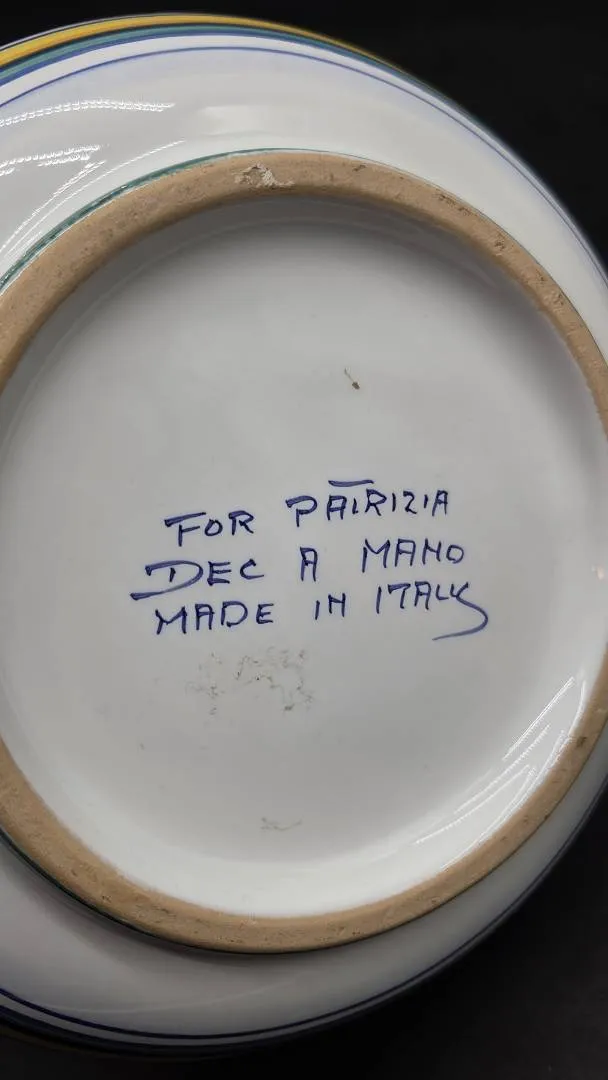 FOR PATRIZIA
DEC A MANO
MADE IN ITALY